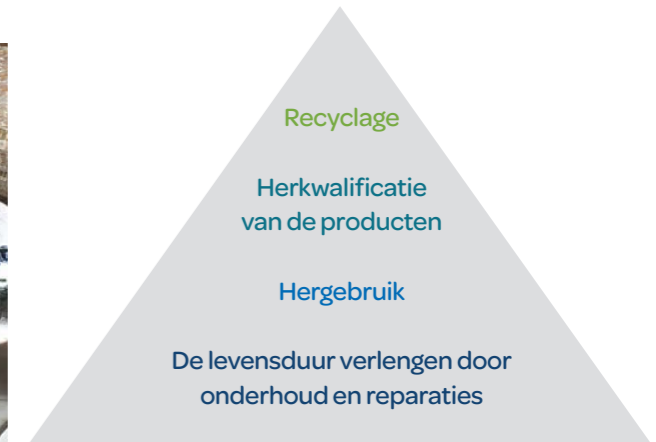 Recyclage
Herkwalificatie
van de producten
Hergebruik
De levensduur verlengen door
onderhoud en reparaties